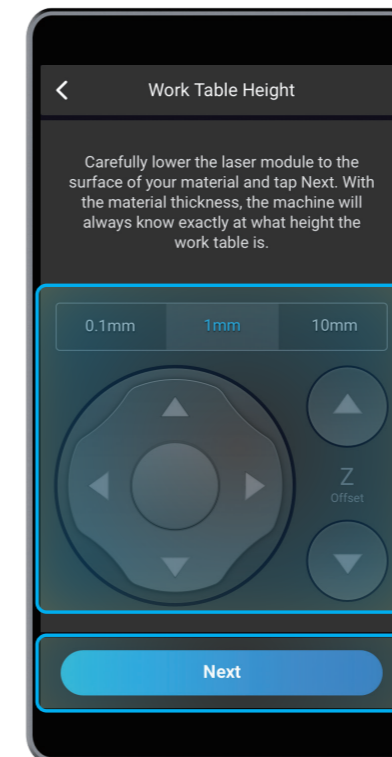 Work Table Height
Carefully lower the laser module to the
surface of your material and tap Next. With
the material thickness, the machine will
always know exactly at what height the
work table is.
0.1mm 1mm 10mm
Z
Offset
Next